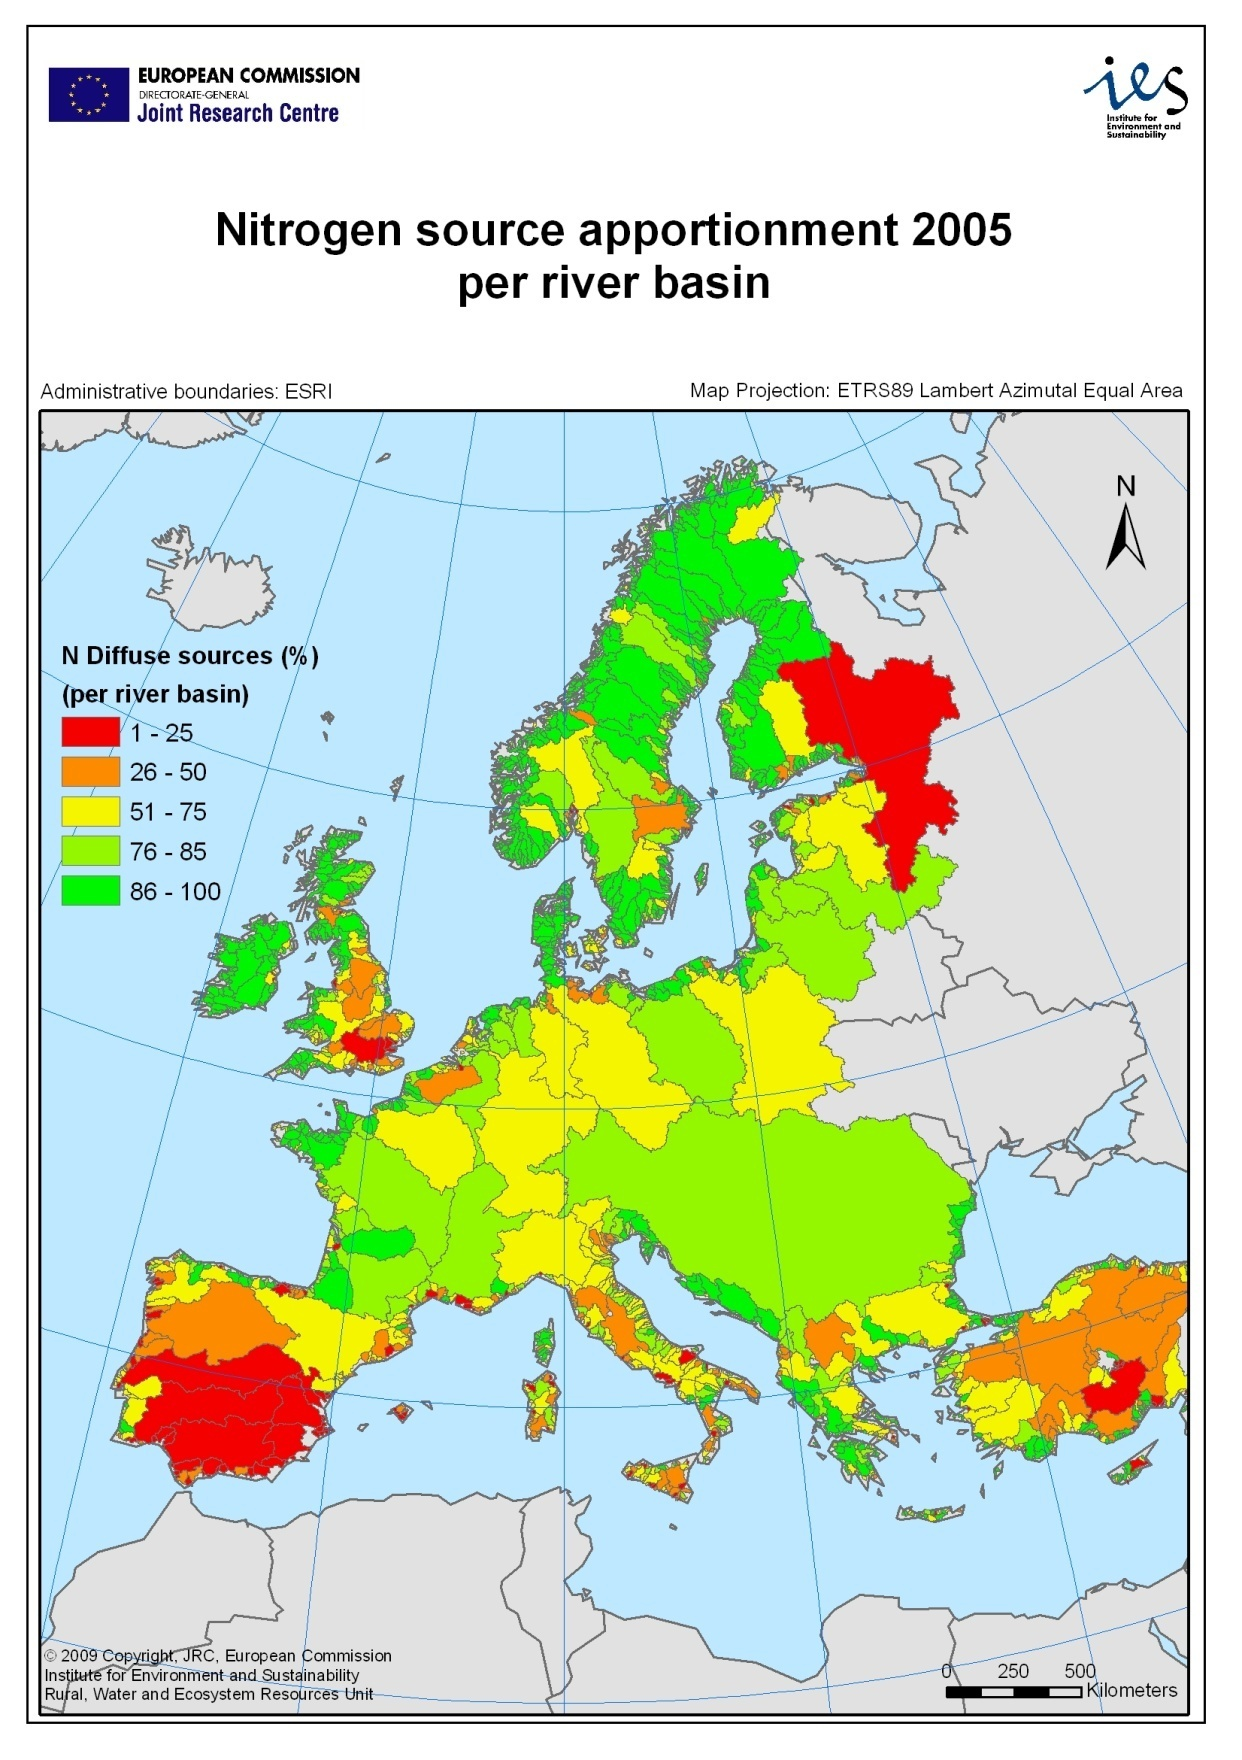 EUROPEAN COMMISSION
DIRECTORATE-GENERAL
Joint Research Centre
ies
Institute for
Environment and
Sustainability
Nitrogen source apportionment 2005
per river basin
Administrative boundaries: ESRI
Map Projection: ETRS89 Lambert Azimutal Equal Area
N
N Diffuse sources (%)
(per river basin)
1 - 25
26 - 50
51 - 75
76 - 85
86 - 100
© 2009 Copyright, JRC, European Commission
Institute for Environment and Sustainability
Rural, Water and Ecosystem Resources Unit
0 250 500
Kilometers